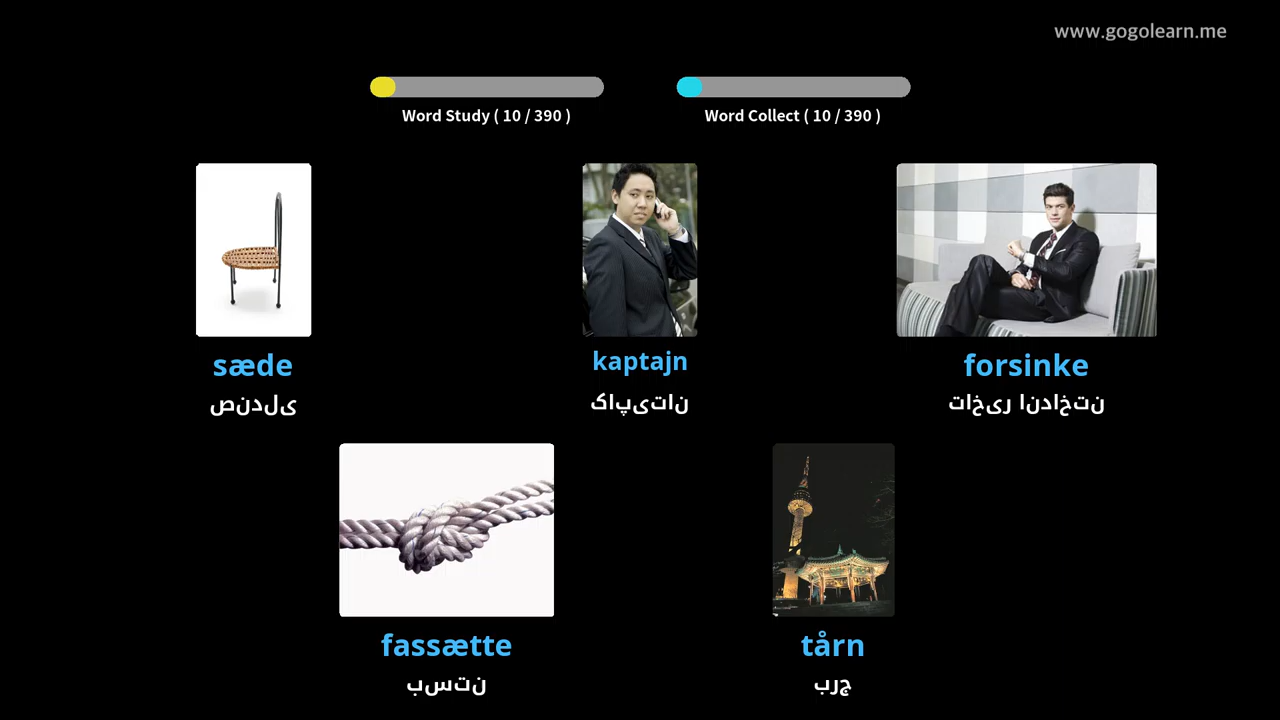 www.gogolearn.me
Word Study ( 10 / 390 )
Word Collect ( 10 / 390 )
sæde
صندلی
kaptajn
کاپیتان
forsinke
تاخیر انداختن
fassætte
بستن
tårn
برج